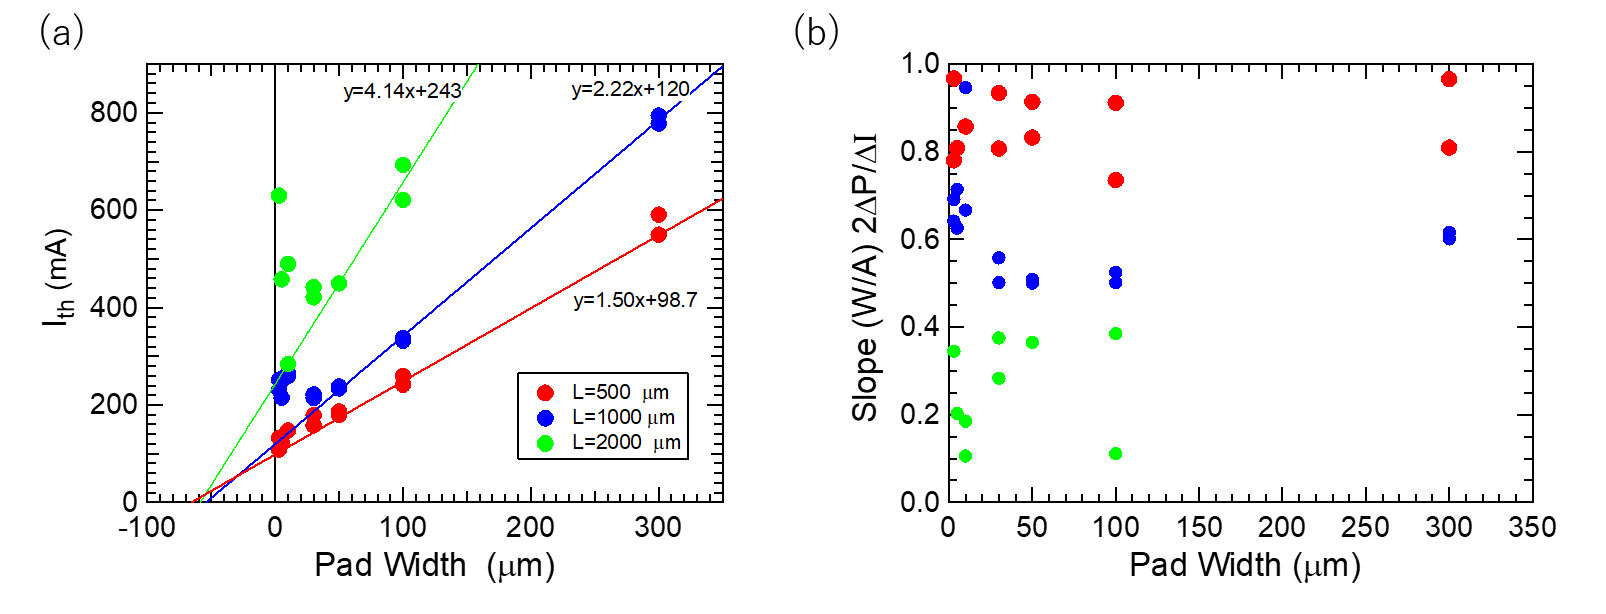 (a)
y=4.14x+243
y=2.22x+120
y=1.50x+98.7
L=500 μm
L=1000 μm
L=2000 μm
I_th (mA)
800
600
400
200
0
-100 0 100 200 300
Pad Width (μm)
(b)
Slope (W/A) 2ΔP/ΔI
1.0
0.8
0.6
0.4
0.2
0.0
0 50 100 150 200 250 300 350
Pad Width (μm)